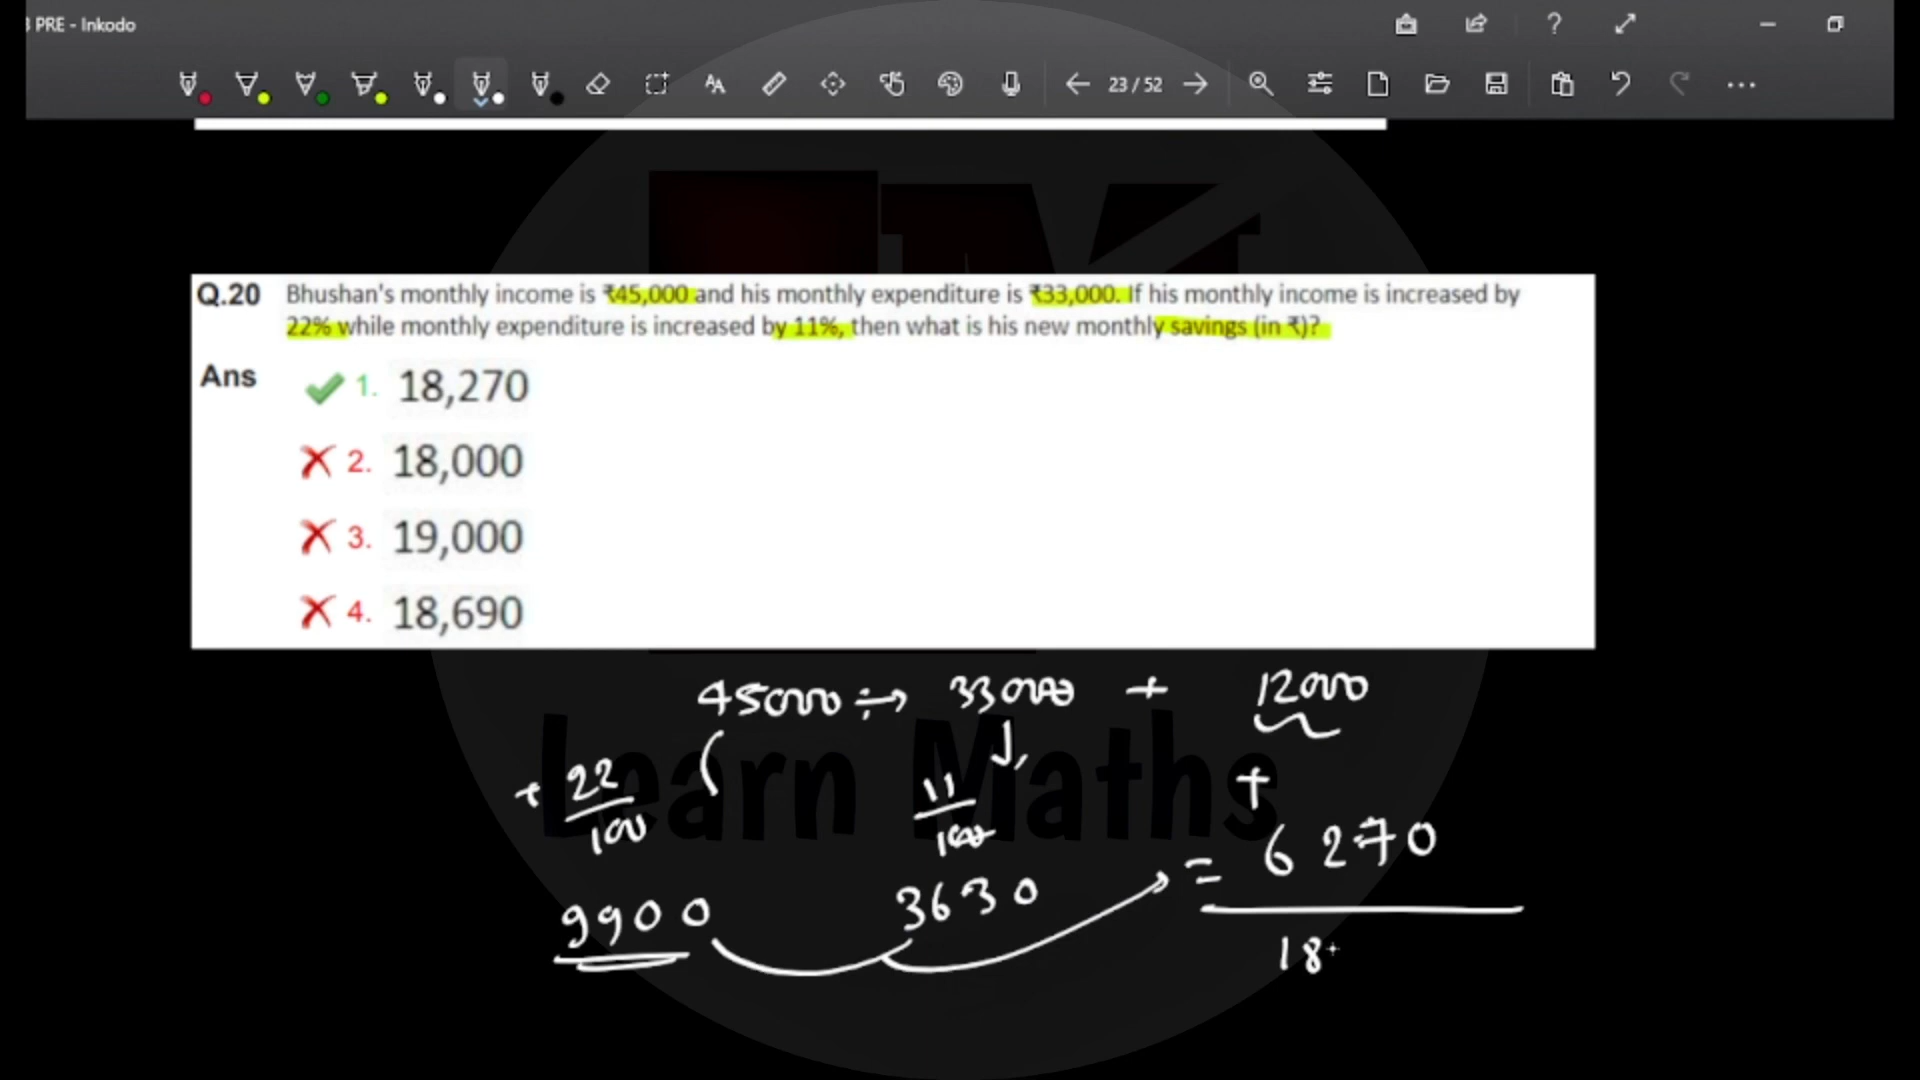 PRE - Inkodo
23 / 52
Q.20 Bhushan's monthly income is ₹45,000 and his monthly expenditure is ₹33,000. If his monthly income is increased by
22% while monthly expenditure is increased by 11%, then what is his new monthly savings (in ₹)?
Ans 1. 18,270
2. 18,000
3. 19,000
4. 18,690
45000 33000 + 12000
+ 22/100 11/100 +
= 6270
9900 3630
18
Learn Maths